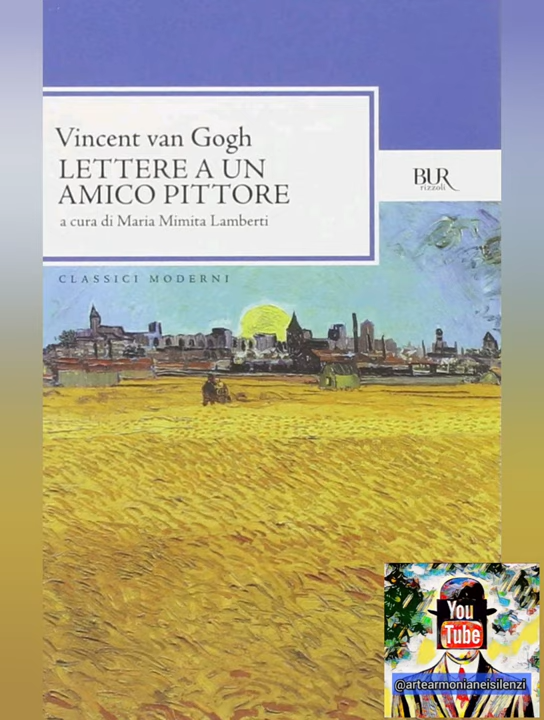 Vincent van Gogh
LETTERE A UN
AMICO PITTORE
a cura di Maria Mimita Lamberti
BUR
rizzoli
CLASSICI MODERNI
You
Tube
@artearmonianeisilenzi